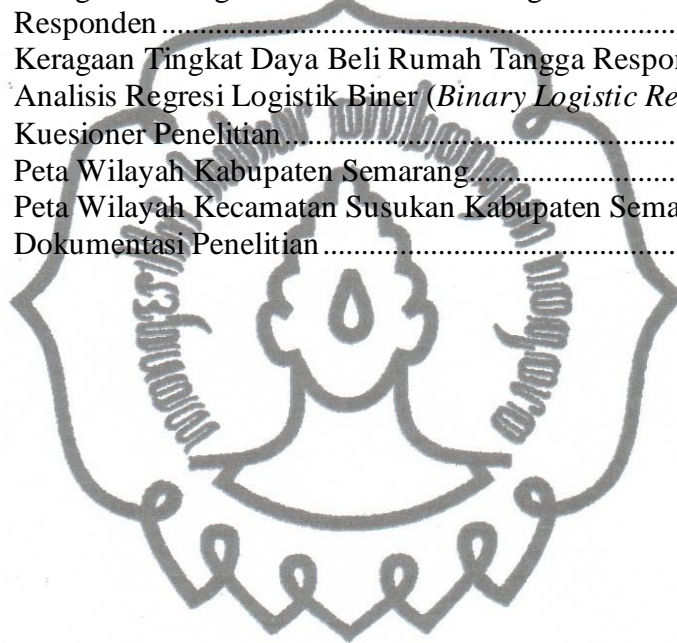 Responden ........................................................
Keragaan Tingkat Daya Beli Rumah Tangga Respon
Analisis Regresi Logistik Biner (Binary Logistic Re
Kuesioner Penelitian ........................................
Peta Wilayah Kabupaten Semarang ........................
Peta Wilayah Kecamatan Susukan Kabupaten Sema
Dokumentasi Penelitian ........................................